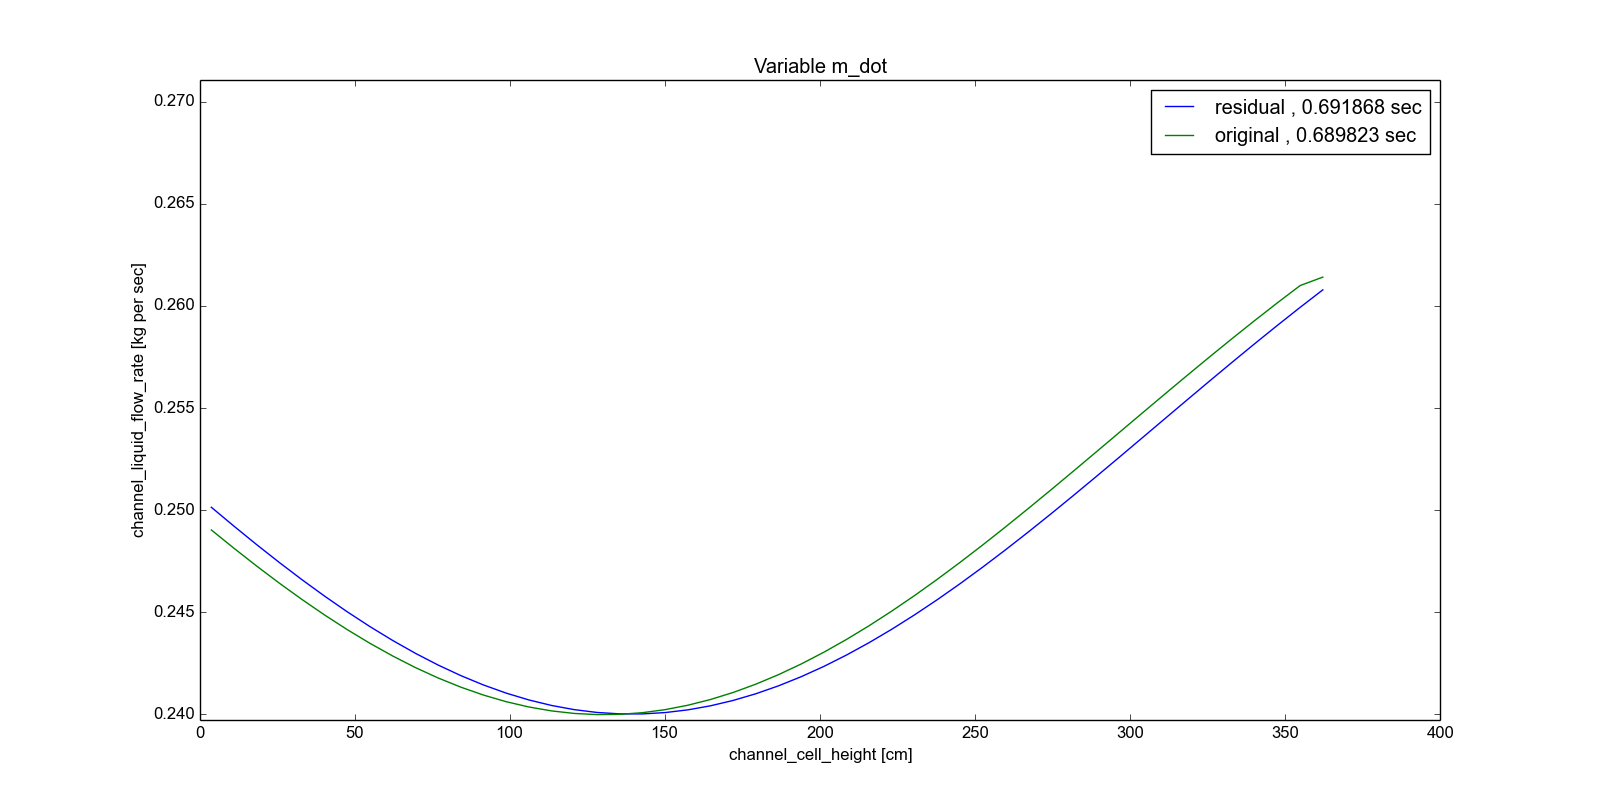 Variable m_dot
residual , 0.691868 sec
original , 0.689823 sec
channel_liquid_flow_rate [kg per sec]
0.270
0.265
0.260
0.255
0.250
0.245
0.240
0 50 100 150 200 250 300 350 400
channel_cell_height [cm]